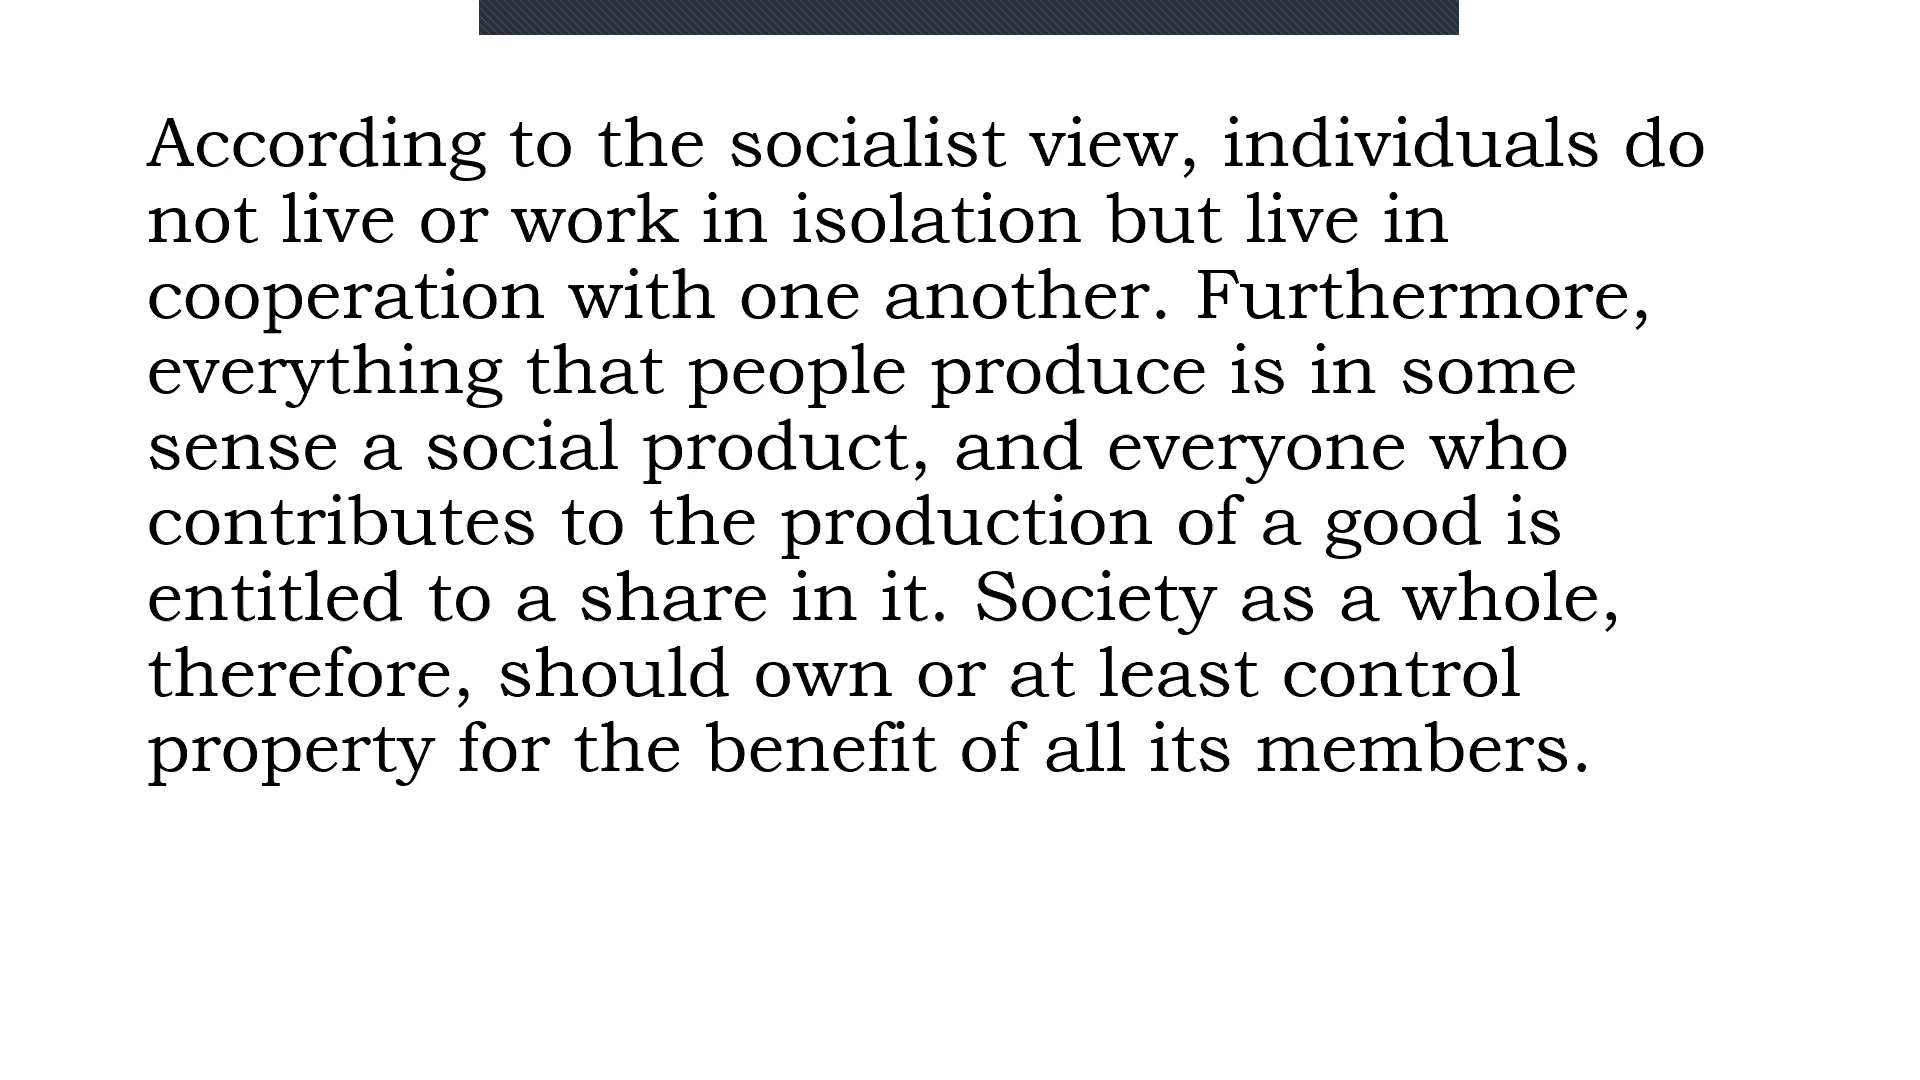 According to the socialist view, individuals do
not live or work in isolation but live in
cooperation with one another. Furthermore,
everything that people produce is in some
sense a social product, and everyone who
contributes to the production of a good is
entitled to a share in it. Society as a whole,
therefore, should own or at least control
property for the benefit of all its members.